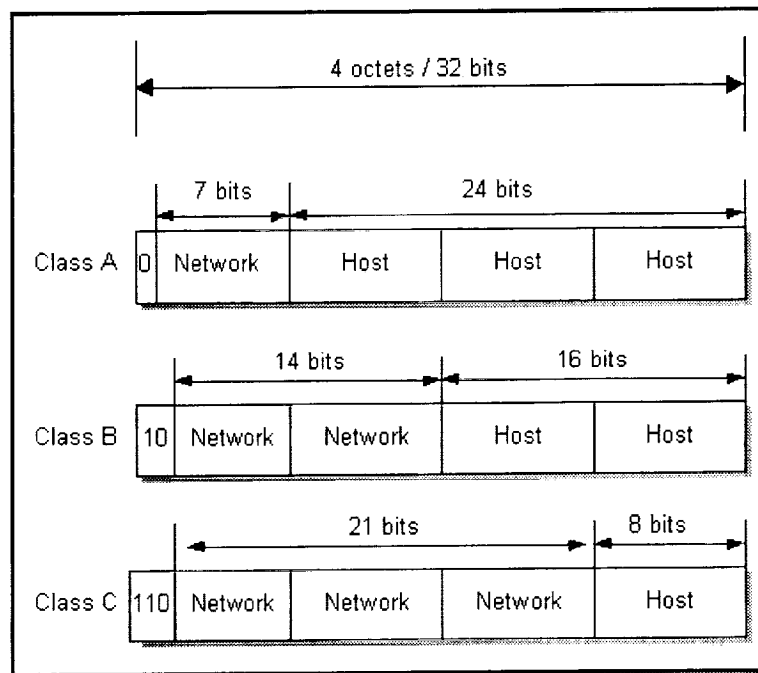 4 octets / 32 bits
7 bits 24 bits
Class A 0 Network Host Host Host
14 bits 16 bits
Class B 10 Network Network Host Host
21 bits 8 bits
Class C 110 Network Network Network Host